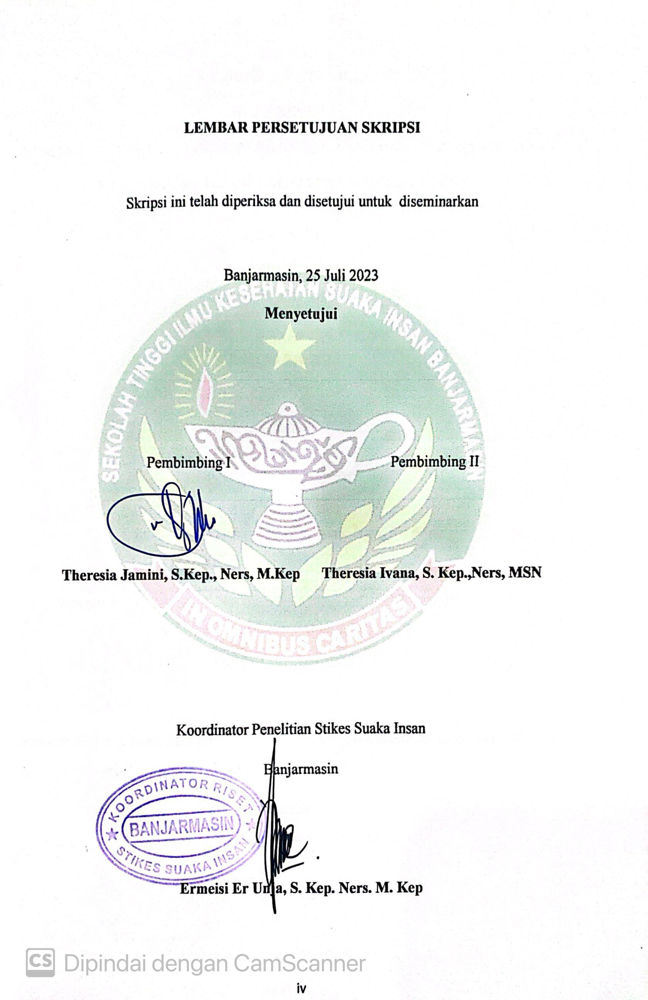 LEMBAR PERSETUJUAN SKRIPSI
Skripsi ini telah diperiksa dan disetujui untuk diseminarkan
Banjarmasin, 25 Juli 2023
SEKOLAH TINGGI ILMU KESEHATAN SUAKA INSAN BANJARMASIN
Menyetujui
Pembimbing I Pembimbing II
Theresia Jamini, S.Kep., Ners, M.Kep Theresia Ivana, S. Kep.,Ners, MSN
IN OMNIBUS CARITAS
Koordinator Penelitian Stikes Suaka Insan
Banjarmasin
KOORDINATOR RISET
BANJARMASIN
STIKES SUAKA INSAN
Ermeisi Er Unja, S. Kep. Ners. M. Kep
CS Dipindai dengan CamScanner
iv